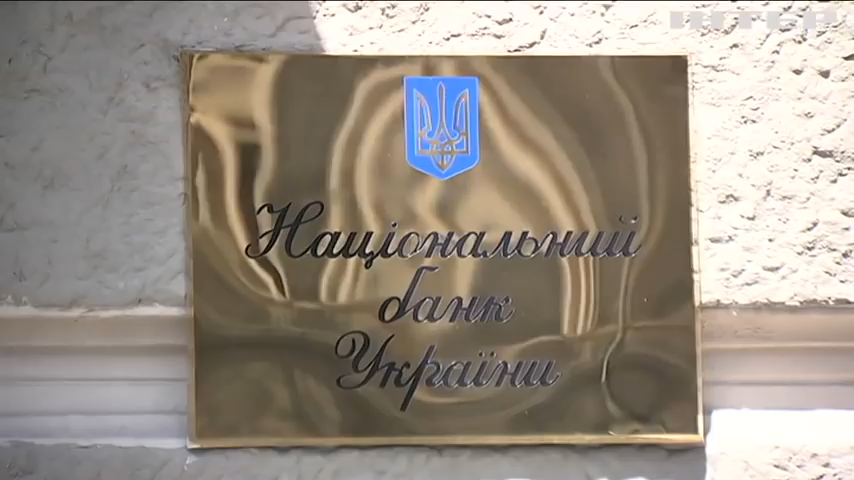 ІНТЕР
Національний
банк
України